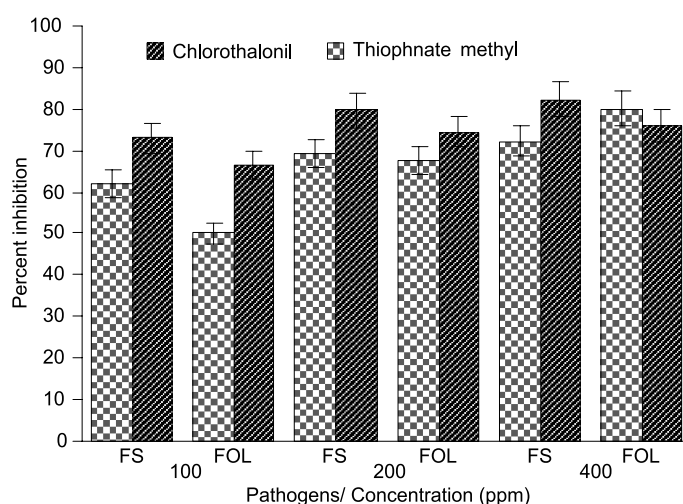 100
90
80
70
60
50
40
30
20
10
0
Percent inhibition
Chlorothalonil Thiophnate methyl
FS FOL FS FOL FS FOL
100 200 400
Pathogens/ Concentration (ppm)